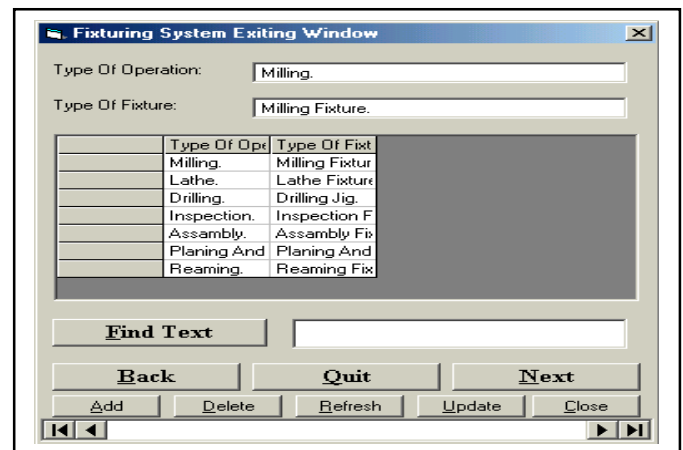 Fixturing System Exiting Window
Type Of Operation: Milling.
Type Of Fixture: Milling Fixture.
Type Of Ope Type Of Fixt
Milling. Milling Fixtur
Lathe. Lathe Fixture
Drilling. Drilling Jig.
Inspection. Inspection F
Assambly. Assambly Fix
Planing And Planing And
Reaming. Reaming Fix
Find Text
Back Quit Next
Add Delete Refresh Update Close